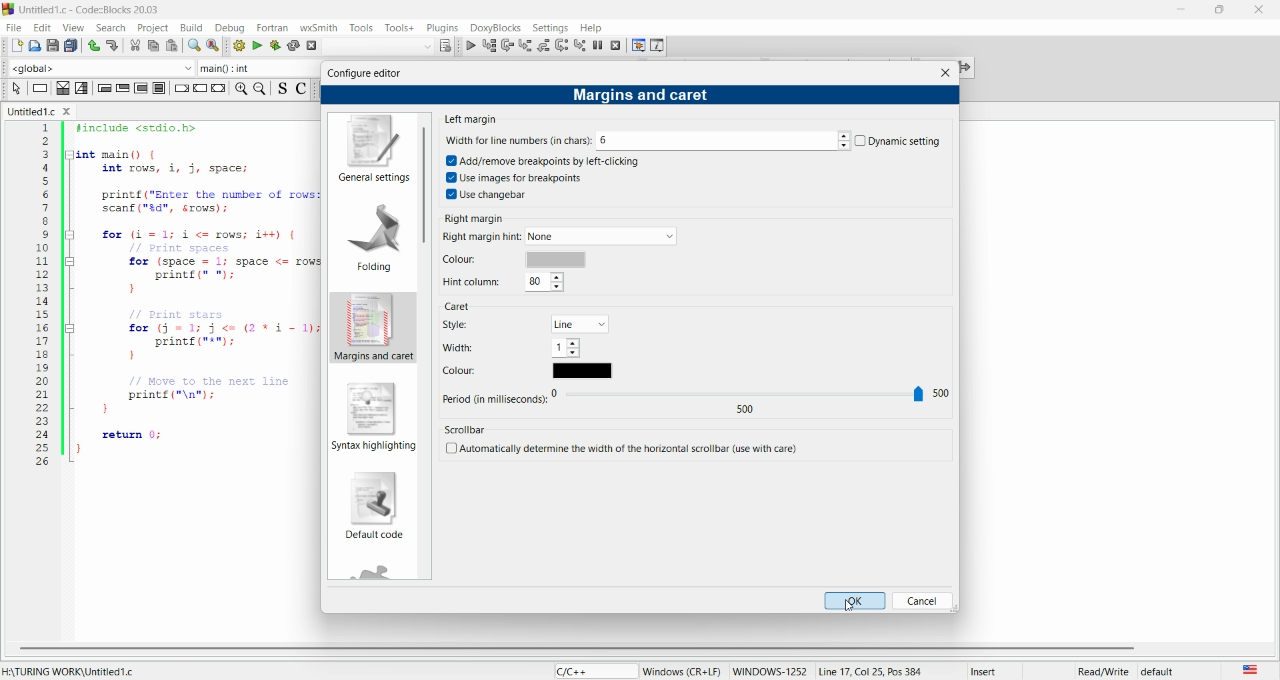 Untitled1.c - Code::Blocks 20.03
File Edit View Search Project Build Debug Fortran wxSmith Tools Tools+ Plugins DoxyBlocks Settings Help
<global> main() : int
S C
Untitled1.c
1 #include <stdio.h>
2
3 int main() {
4 int rows, i, j, space;
5
6 printf("Enter the number of rows:
7 scanf("%d", &rows);
8
9 for (i = 1; i <= rows; i++) {
10 // Print spaces
11 for (space = 1; space <= rows
12 printf(" ");
13 }
14
15 // Print stars
16 for (j = 1; j <= (2 * i - 1);
17 printf("*");
18 }
19
20 // Move to the next line
21 printf("\n");
22 }
23
24 return 0;
25 }
26
Configure editor
Margins and caret
General settings
Folding
Margins and caret
Syntax highlighting
Default code
Left margin
Width for line numbers (in chars): 6 Dynamic setting
Add/remove breakpoints by left-clicking
Use images for breakpoints
Use changebar
Right margin
Right margin hint: None
Colour:
Hint column: 80
Caret
Style: Line
Width: 1
Colour:
Period (in milliseconds): 0 500
500
Scrollbar
Automatically determine the width of the horizontal scrollbar (use with care)
OK Cancel
H:\TURING WORK\Untitled1.c C/C++ Windows (CR+LF) WINDOWS-1252 Line 17, Col 25, Pos 384 Insert Read/Write default